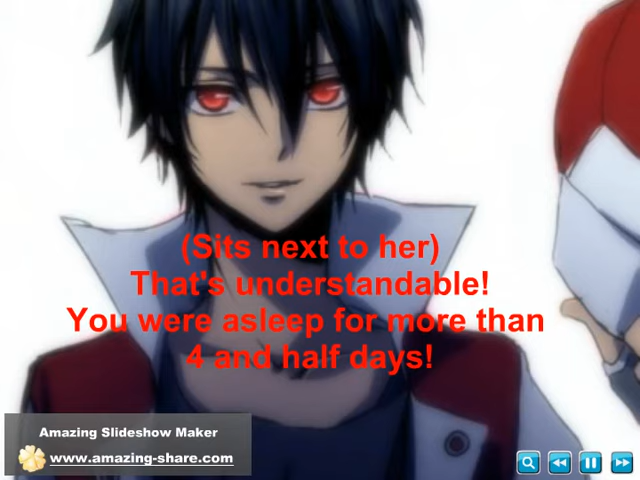 (Sits next to her)
That's understandable!
You were asleep for more than
4 and half days!
Amazing Slideshow Maker
www.amazing-share.com